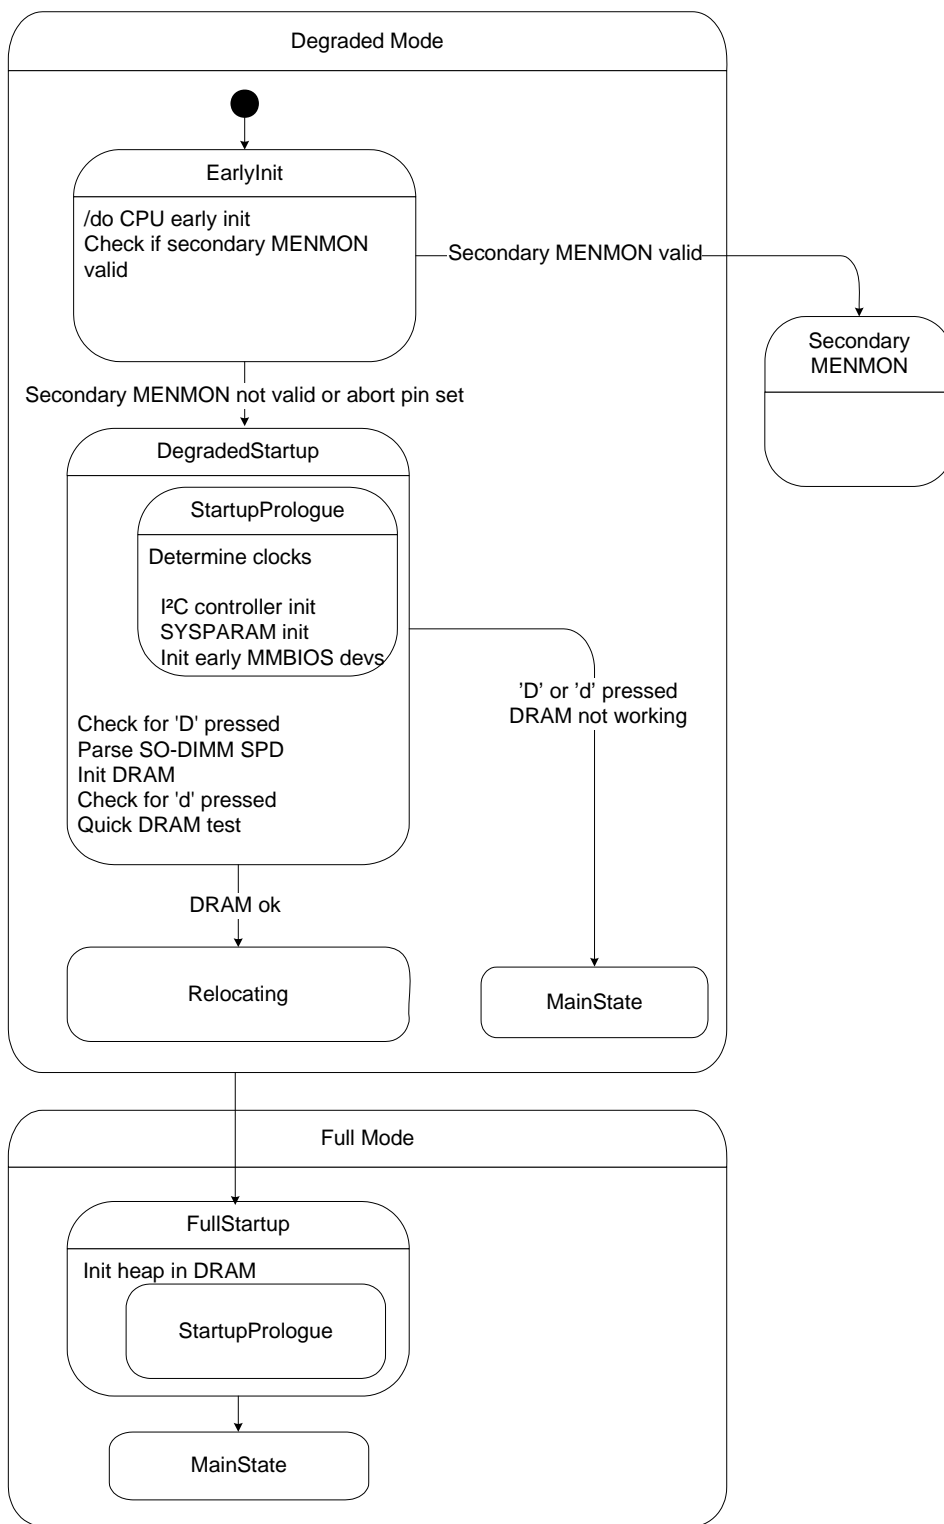 Degraded Mode
EarlyInit
/do CPU early init
Check if secondary MENMON
valid
Secondary MENMON valid
Secondary
MENMON
Secondary MENMON not valid or abort pin set
DegradedStartup
StartupPrologue
Determine clocks
I²C controller init
SYSPARAM init
Init early MMBIOS devs
'D' or 'd' pressed
DRAM not working
Check for 'D' pressed
Parse SO-DIMM SPD
Init DRAM
Check for 'd' pressed
Quick DRAM test
DRAM ok
Relocating
MainState
Full Mode
FullStartup
Init heap in DRAM
StartupPrologue
MainState